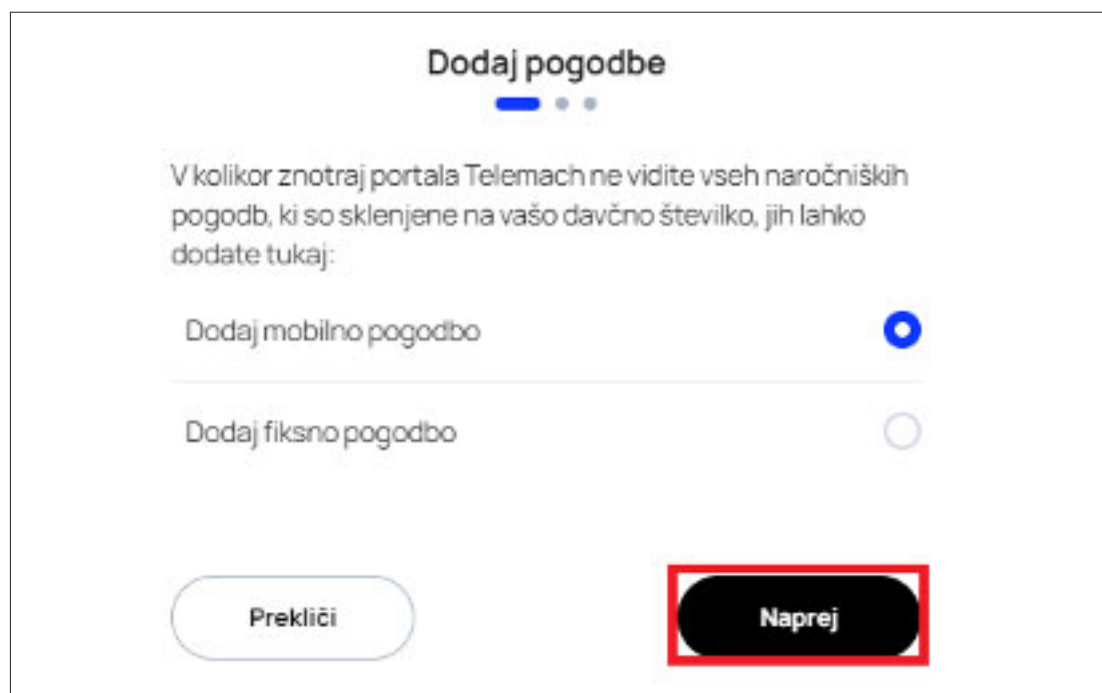 Dodaj pogodbe
V kolikor znotraj portala Telemach ne vidite vseh naročniških
pogodb, ki so sklenjene na vašo davčno številko, jih lahko
dodate tukaj:
Dodaj mobilno pogodbo
Dodaj fiksno pogodbo
Prekliči
Naprej